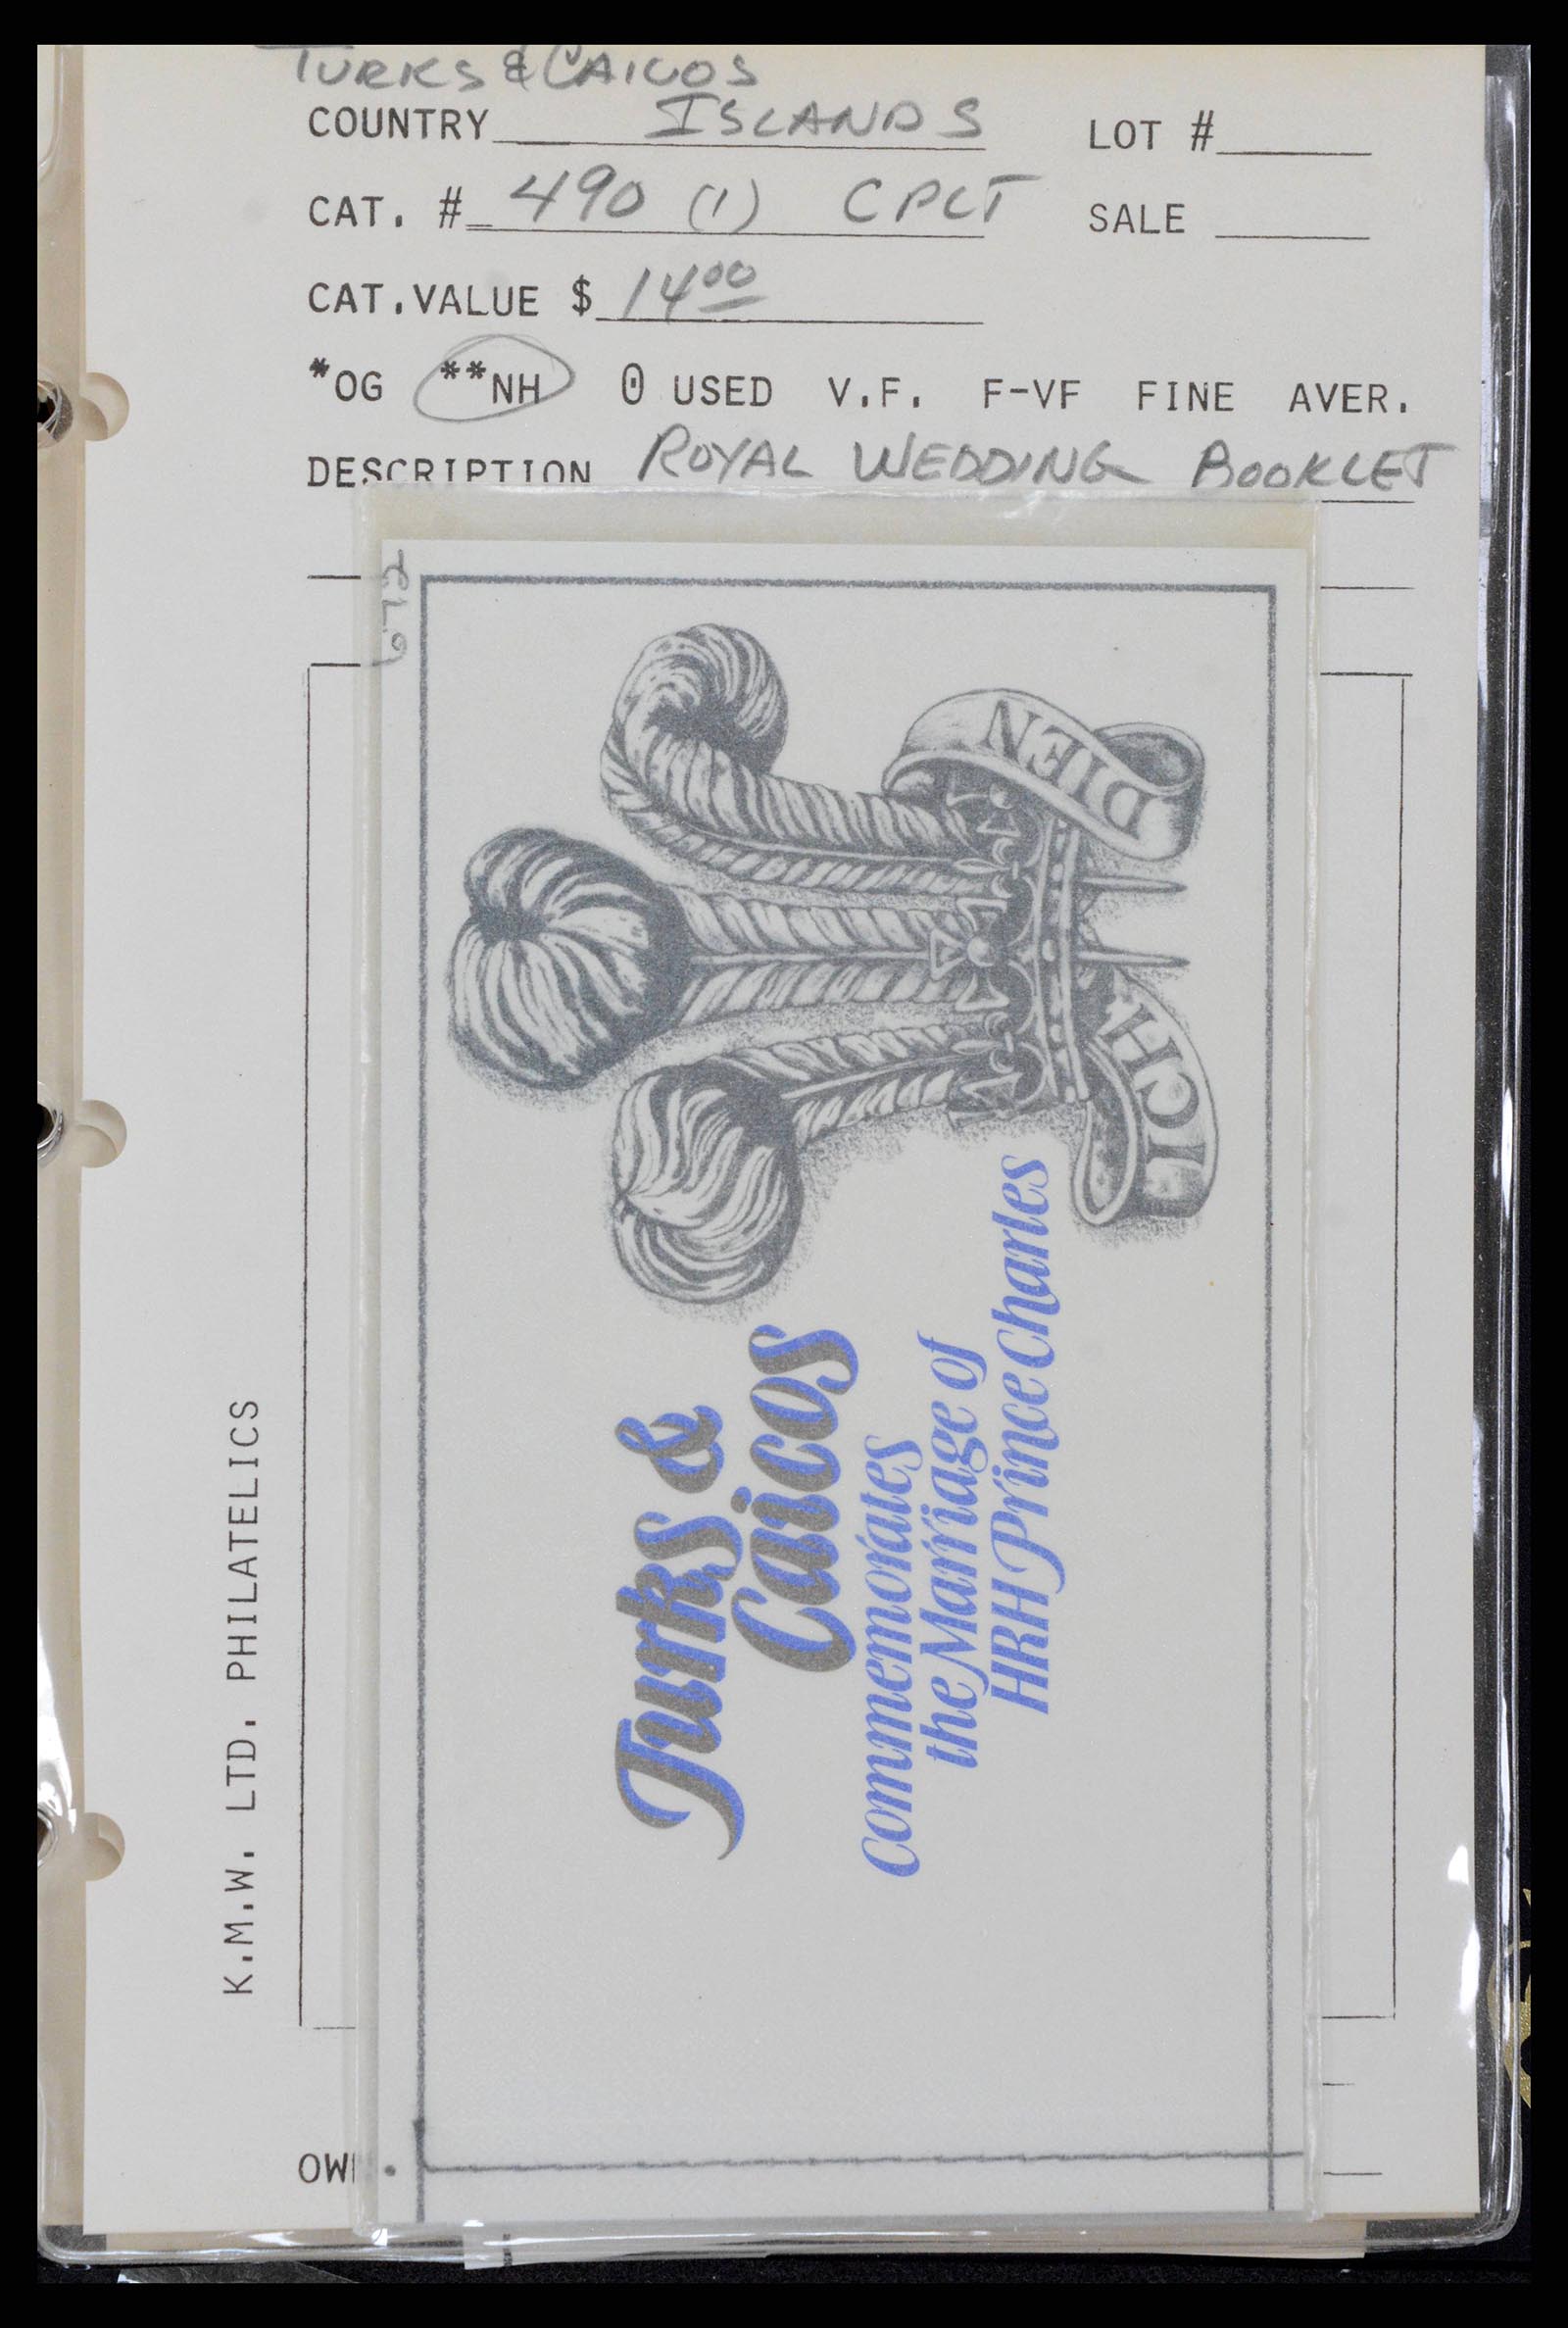 TURKS & CAICOS
COUNTRY ISLANDS LOT #
CAT. # 490 (1) CPLT SALE
CAT.VALUE $ 14.00
*OG **NH 0 USED V.F. F-VF FINE AVER.
DESCRIPTION ROYAL WEDDING BOOKLET
ICH DIEN
Turks &
Caicos
commemorates
the Marriage of
HRH Prince Charles
K.M.W. LTD. PHILATELICS